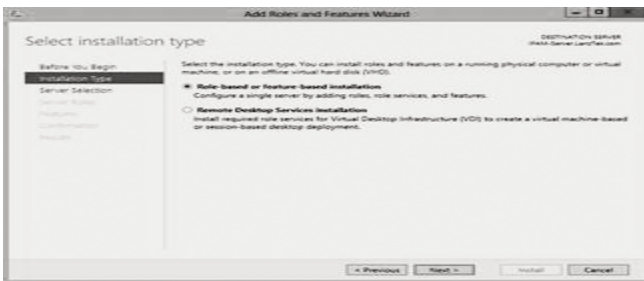 Add Roles and Features Wizard
Select installation type
DESTINATION SERVER
Before You Begin
Installation Type
Server Selection
Server Roles
Features
Confirmation
Results
Select the installation type. You can install roles and features on a running physical computer or virtual
machine, or on an offline virtual hard disk (VHD).
Role-based or feature-based installation
Configure a single server by adding roles, role services, and features.
Remote Desktop Services installation
Install required role services for Virtual Desktop Infrastructure (VDI) to create a virtual machine-based
or session-based desktop deployment.
< Previous
Next >
Install
Cancel